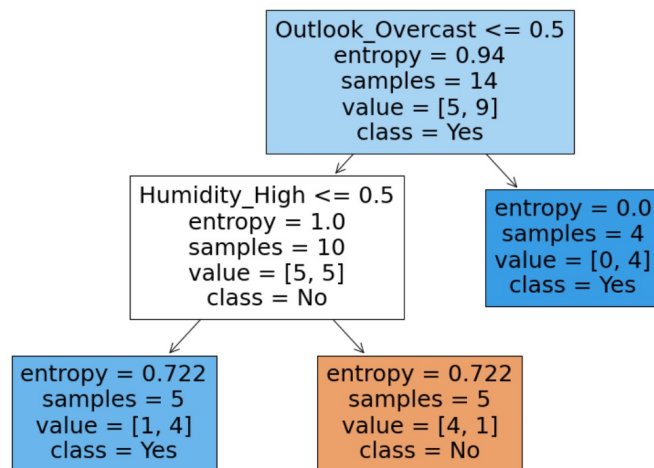 Outlook_Overcast <= 0.5
entropy = 0.94
samples = 14
value = [5, 9]
class = Yes
Humidity_High <= 0.5
entropy = 1.0
samples = 10
value = [5, 5]
class = No
entropy = 0.0
samples = 4
value = [0, 4]
class = Yes
entropy = 0.722
samples = 5
value = [1, 4]
class = Yes
entropy = 0.722
samples = 5
value = [4, 1]
class = No